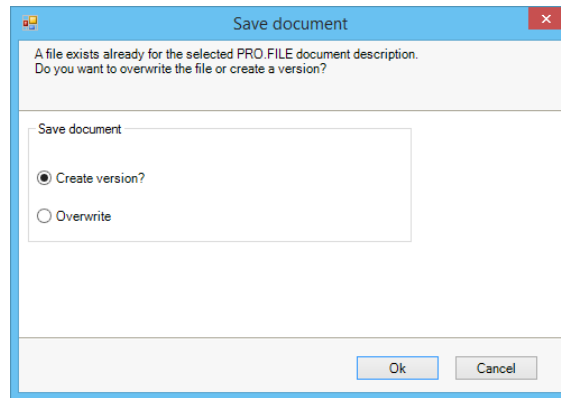 Save document
A file exists already for the selected PRO.FILE document description.
Do you want to overwrite the file or create a version?
Save document
Create version?
Overwrite
Ok
Cancel